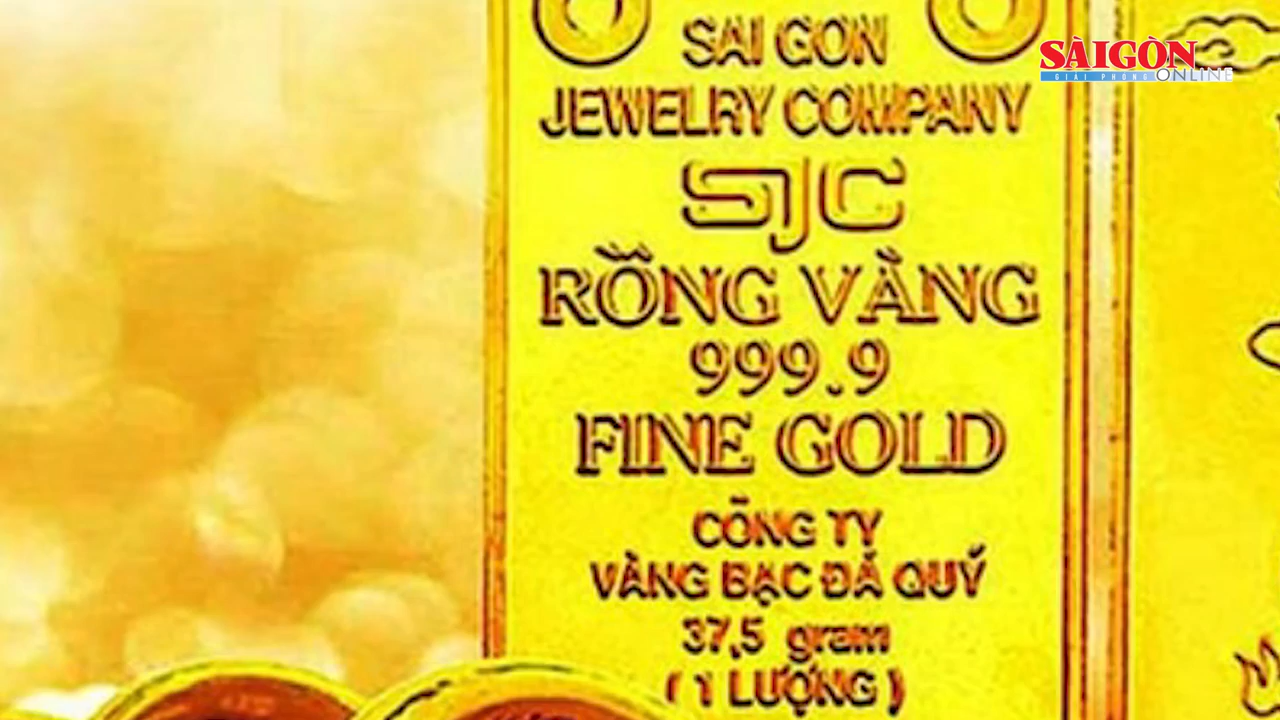 SAI GON
JEWELRY COMPANY
SJC
RỒNG VÀNG
999.9
FINE GOLD
CÔNG TY
VÀNG BẠC ĐÁ QUÝ
37,5 gram
( 1 LƯỢNG )
SÀIGÒN
GIẢI PHÓNG ONLINE